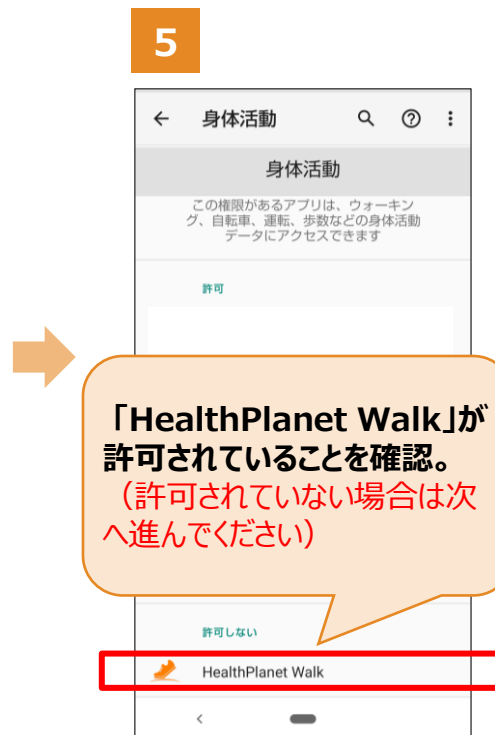 5
身体活動
身体活動
この権限があるアプリは、ウォーキン
グ、自転車、運転、歩数などの身体活動
データにアクセスできます
許可
「HealthPlanet Walk」が
許可されていることを確認。
（許可されていない場合は次
へ進んでください）
許可しない
HealthPlanet Walk